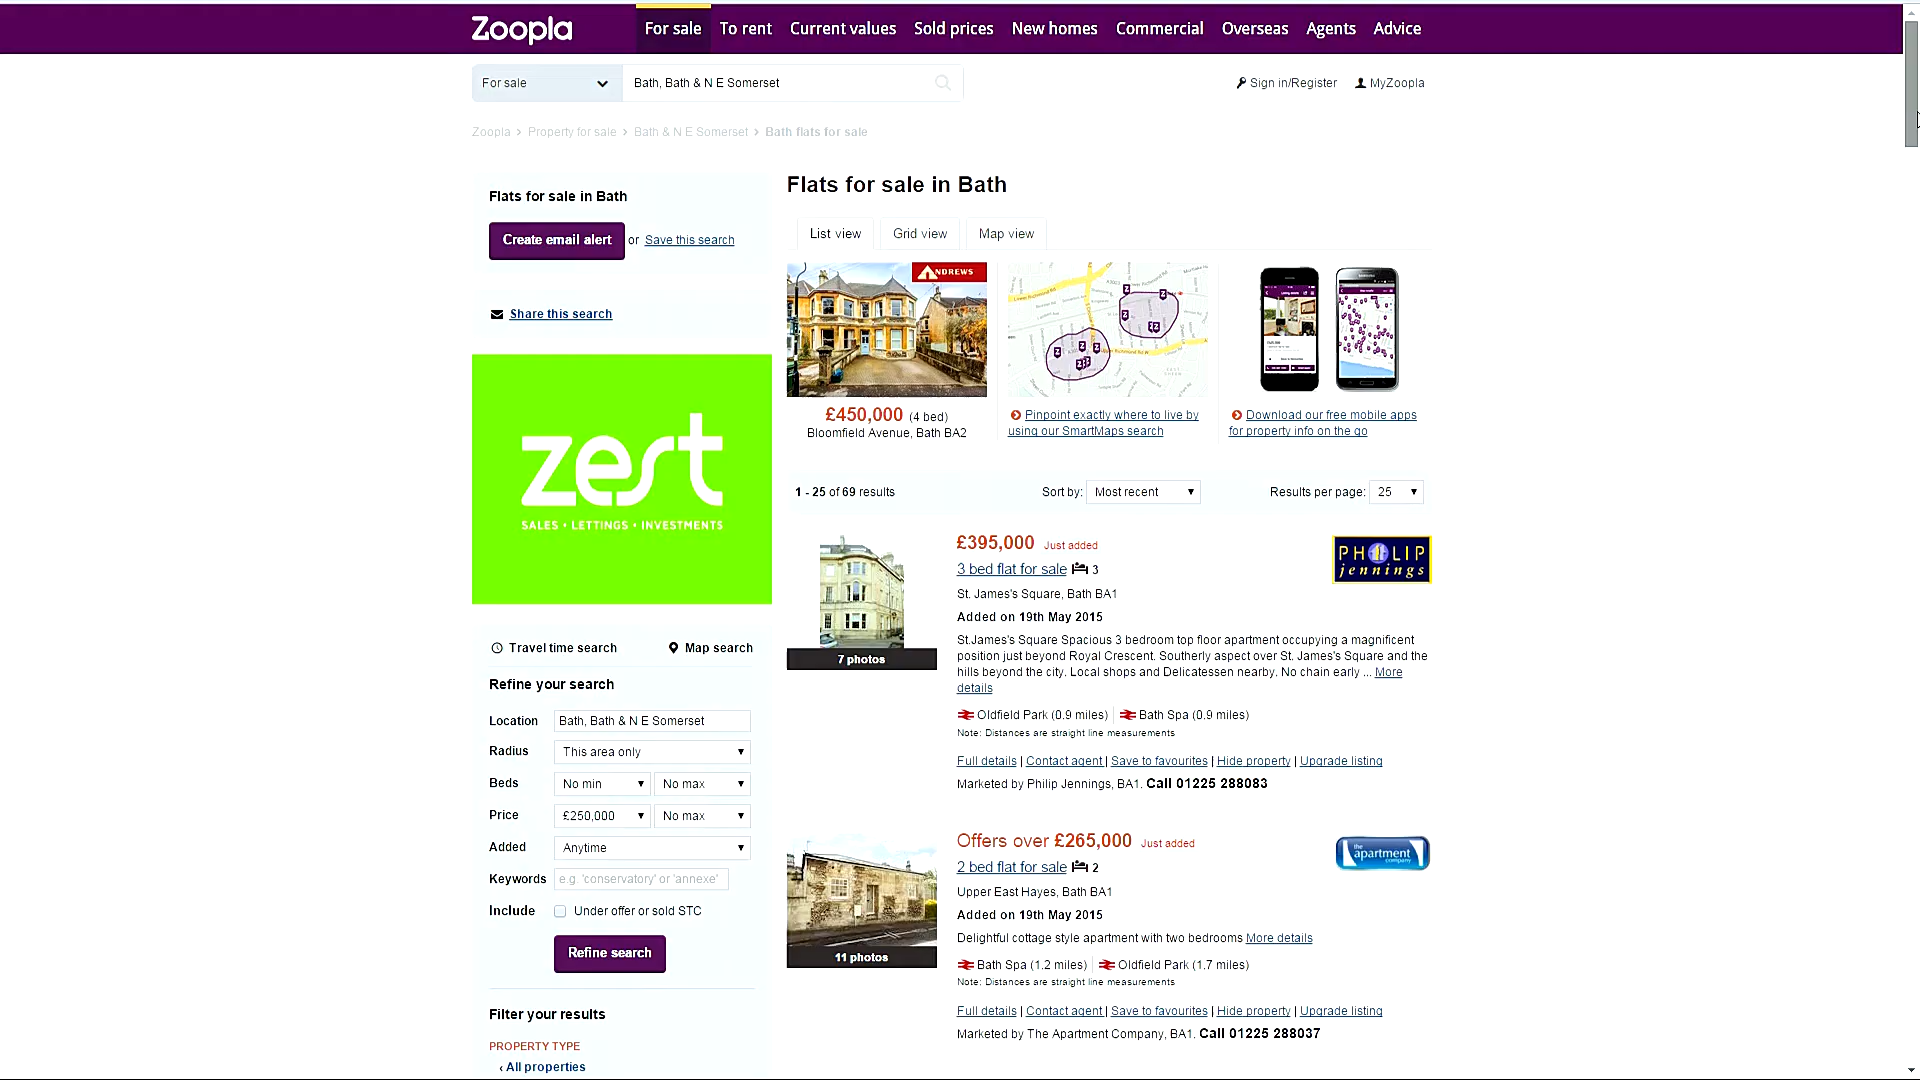 Zoopla
For sale
To rent
Current values
Sold prices
New homes
Commercial
Overseas
Agents
Advice
For sale
Bath, Bath & N E Somerset
Sign in/Register
MyZoopla
Zoopla > Property for sale > Bath & N E Somerset > Bath flats for sale
Flats for sale in Bath
Create email alert or Save this search
Share this search
zest
SALES • LETTINGS • INVESTMENTS
Travel time search
Map search
Refine your search
Location Bath, Bath & N E Somerset
Radius This area only
Beds No min No max
Price £250,000 No max
Added Anytime
Keywords e.g. 'conservatory' or 'annexe'
Include Under offer or sold STC
Refine search
Filter your results
PROPERTY TYPE
‹ All properties
Flats for sale in Bath
List view
Grid view
Map view
ANDREWS
£450,000 (4 bed)
Bloomfield Avenue, Bath BA2
Pinpoint exactly where to live by
using our SmartMaps search
Download our free mobile apps
for property info on the go
1 - 25 of 69 results
Sort by: Most recent
Results per page: 25
7 photos
£395,000 Just added
3 bed flat for sale 3
St. James's Square, Bath BA1
Added on 19th May 2015
St.James's Square Spacious 3 bedroom top floor apartment occupying a magnificent
position just beyond Royal Crescent. Southerly aspect over St. James's Square and the
hills beyond the city. Local shops and Delicatessen nearby. No chain early ... More
details
Oldfield Park (0.9 miles) Bath Spa (0.9 miles)
Note: Distances are straight line measurements
Full details | Contact agent | Save to favourites | Hide property | Upgrade listing
Marketed by Philip Jennings, BA1. Call 01225 288083
PHILIP
jennings
11 photos
Offers over £265,000 Just added
2 bed flat for sale 2
Upper East Hayes, Bath BA1
Added on 19th May 2015
Delightful cottage style apartment with two bedrooms More details
Bath Spa (1.2 miles) Oldfield Park (1.7 miles)
Note: Distances are straight line measurements
Full details | Contact agent | Save to favourites | Hide property | Upgrade listing
Marketed by The Apartment Company, BA1. Call 01225 288037
the
apartment
company